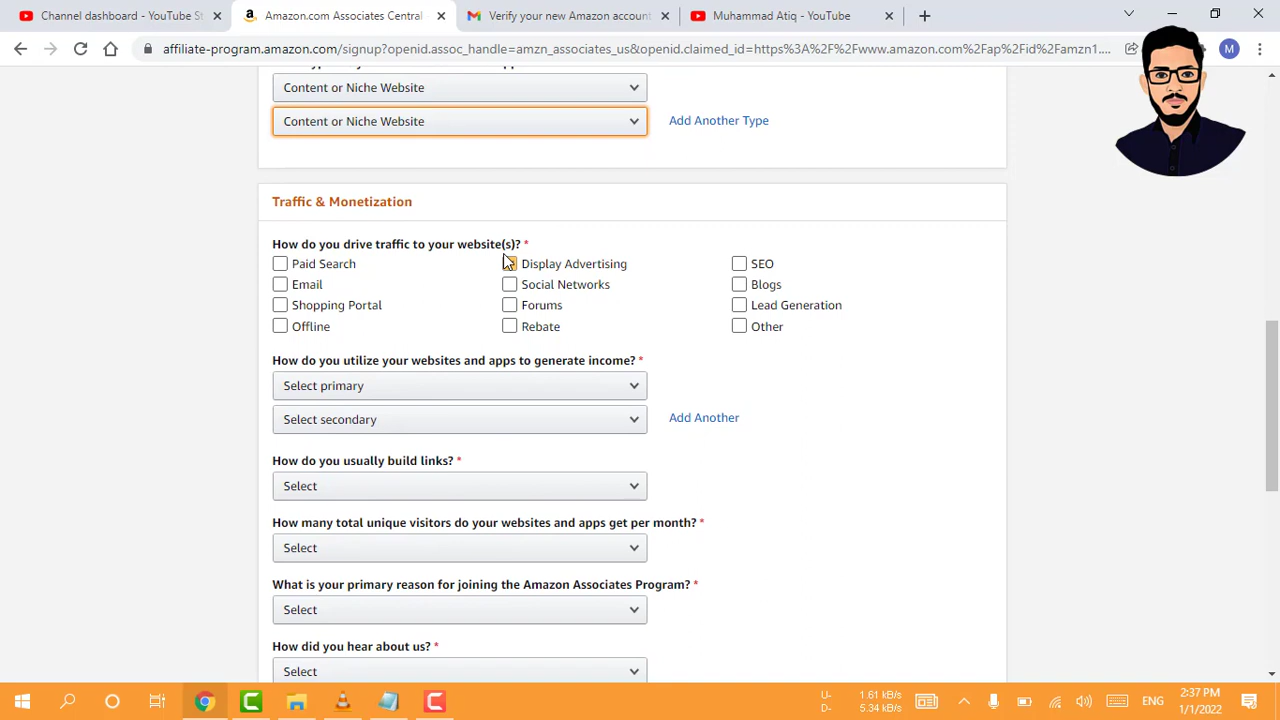 Channel dashboard - YouTube St
Amazon.com Associates Central -
Verify your new Amazon account
Muhammad Atiq - YouTube
affiliate-program.amazon.com/signup?openid.assoc_handle=amzn_associates_us&openid.claimed_id=https%3A%2F%2Fwww.amazon.com%2Fap%2Fid%2Famzn1....
M
Content or Niche Website
Content or Niche Website
Add Another Type
Traffic & Monetization
How do you drive traffic to your website(s)? *
Paid Search
Display Advertising
SEO
Email
Social Networks
Blogs
Shopping Portal
Forums
Lead Generation
Offline
Rebate
Other
How do you utilize your websites and apps to generate income? *
Select primary
Select secondary
Add Another
How do you usually build links? *
Select
How many total unique visitors do your websites and apps get per month? *
Select
What is your primary reason for joining the Amazon Associates Program? *
Select
How did you hear about us? *
Select
U- 1.61 kB/s
D- 5.34 kB/s
ENG
2:37 PM
1/1/2022